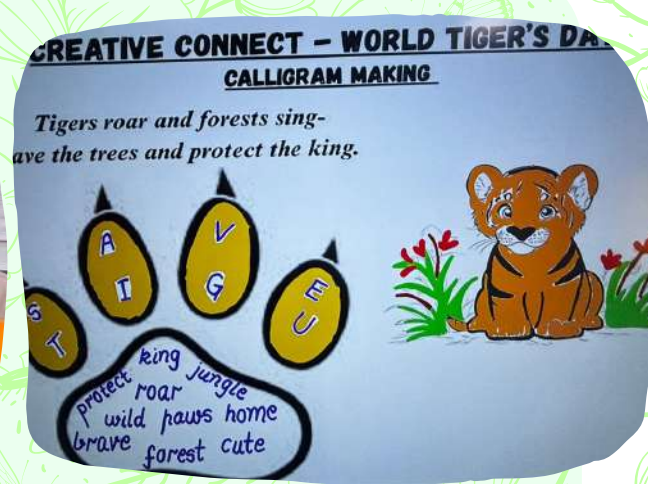 CREATIVE CONNECT – WORLD TIGER'S DA
CALLIGRAM MAKING
Tigers roar and forests sing-
ave the trees and protect the king.
S A V E
T I G U
king jungle
protect roar
wild paws home
brave forest cute